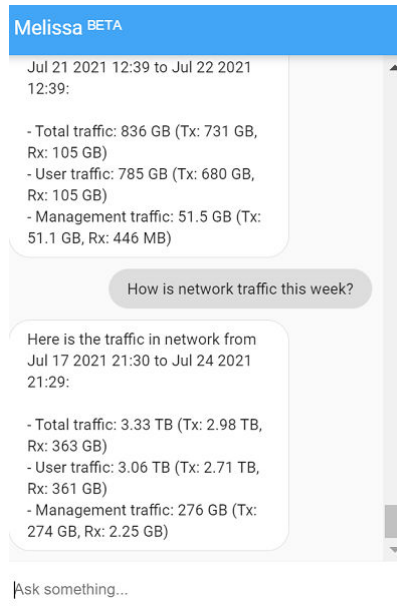 Melissa BETA
Jul 21 2021 12:39 to Jul 22 2021
12:39:
- Total traffic: 836 GB (Tx: 731 GB,
Rx: 105 GB)
- User traffic: 785 GB (Tx: 680 GB,
Rx: 105 GB)
- Management traffic: 51.5 GB (Tx:
51.1 GB, Rx: 446 MB)
How is network traffic this week?
Here is the traffic in network from
Jul 17 2021 21:30 to Jul 24 2021
21:29:
- Total traffic: 3.33 TB (Tx: 2.98 TB,
Rx: 363 GB)
- User traffic: 3.06 TB (Tx: 2.71 TB,
Rx: 361 GB)
- Management traffic: 276 GB (Tx:
274 GB, Rx: 2.25 GB)
Ask something...